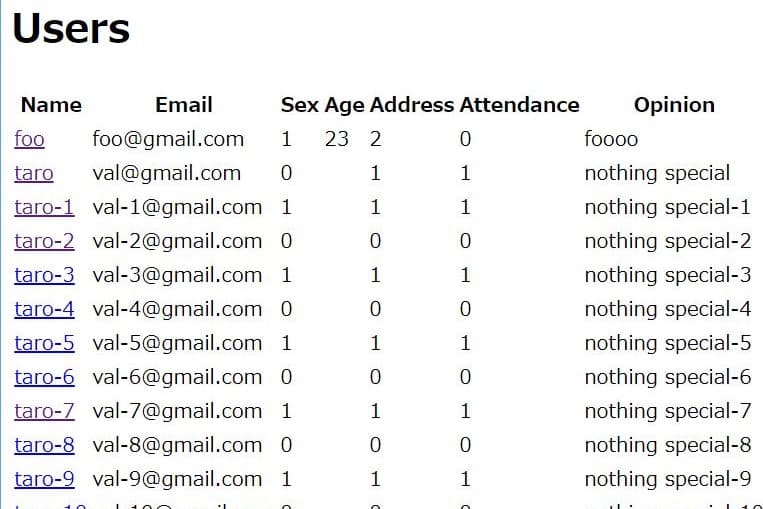 Users
Name Email Sex Age Address Attendance Opinion
foo foo@gmail.com 1 23 2 0 foooo
taro val@gmail.com 0 1 1 nothing special
taro-1 val-1@gmail.com 1 1 1 nothing special-1
taro-2 val-2@gmail.com 0 0 0 nothing special-2
taro-3 val-3@gmail.com 1 1 1 nothing special-3
taro-4 val-4@gmail.com 0 0 0 nothing special-4
taro-5 val-5@gmail.com 1 1 1 nothing special-5
taro-6 val-6@gmail.com 0 0 0 nothing special-6
taro-7 val-7@gmail.com 1 1 1 nothing special-7
taro-8 val-8@gmail.com 0 0 0 nothing special-8
taro-9 val-9@gmail.com 1 1 1 nothing special-9